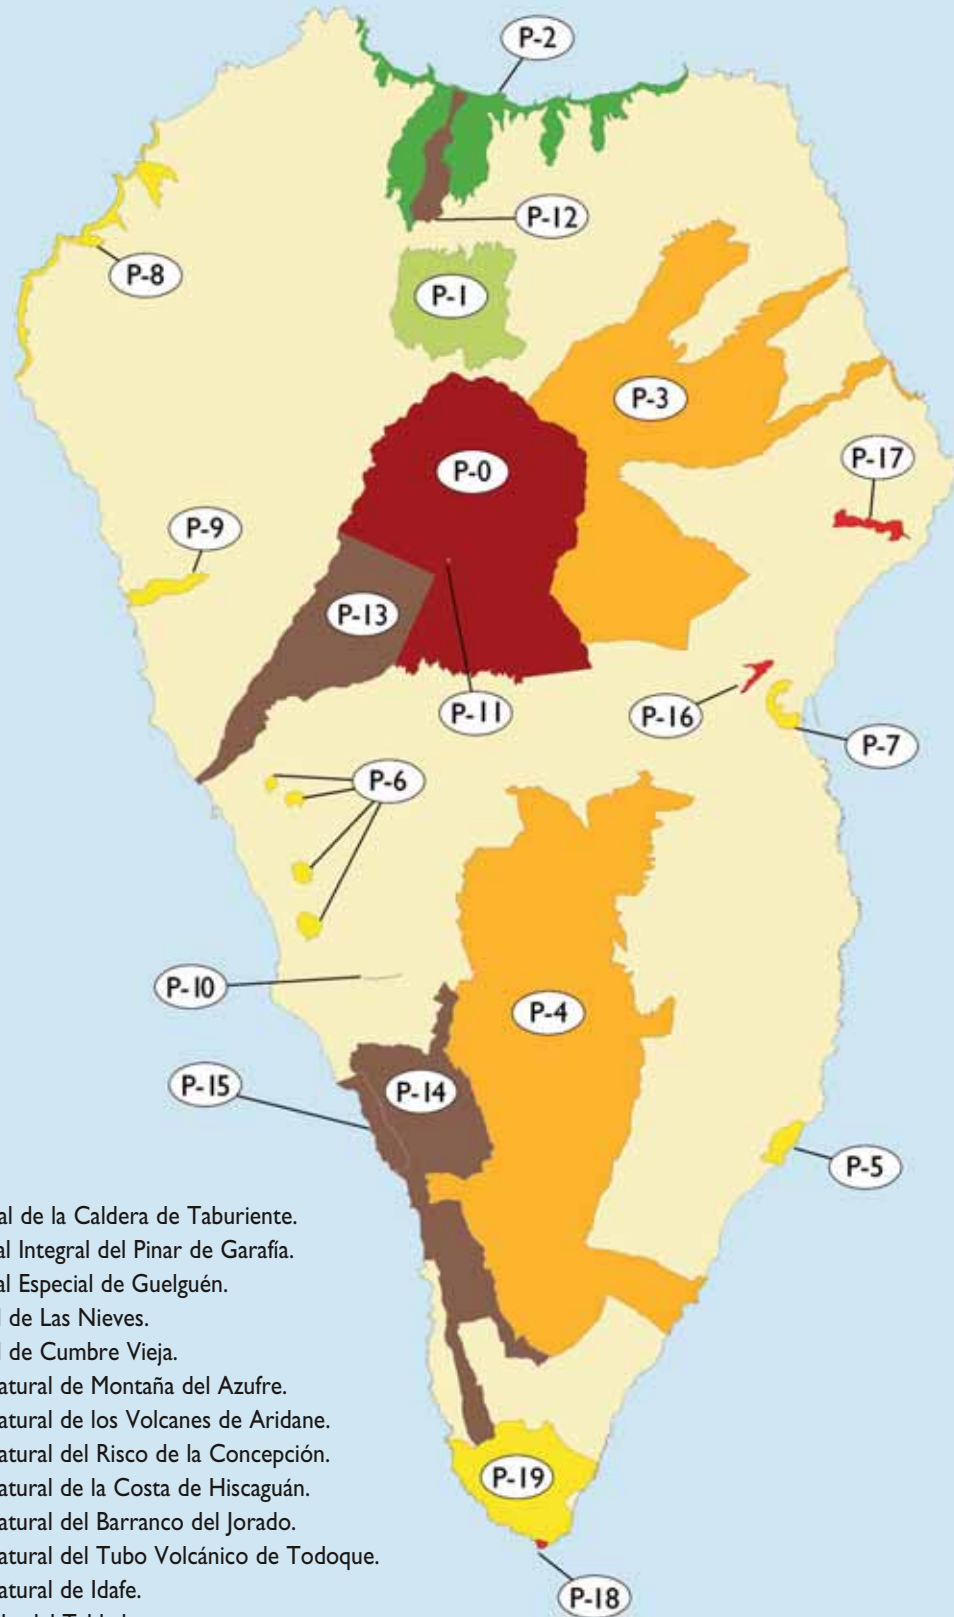 P-2
P-12
P-8
P-1
P-3
P-17
P-0
P-9
P-13
P-11
P-16
P-7
P-6
P-10
P-4
P-15
P-14
P-5
al de la Caldera de Taburiente.
al Integral del Pinar de Garafía.
al Especial de Guelguén.
l de Las Nieves.
l de Cumbre Vieja.
atural de Montaña del Azufre.
atural de los Volcanes de Aridane.
atural del Risco de la Concepción.
atural de la Costa de Hiscaguán.
atural del Barranco del Jorado.
atural del Tubo Volcánico de Todoque.
atural de Idafe.
P-19
P-18